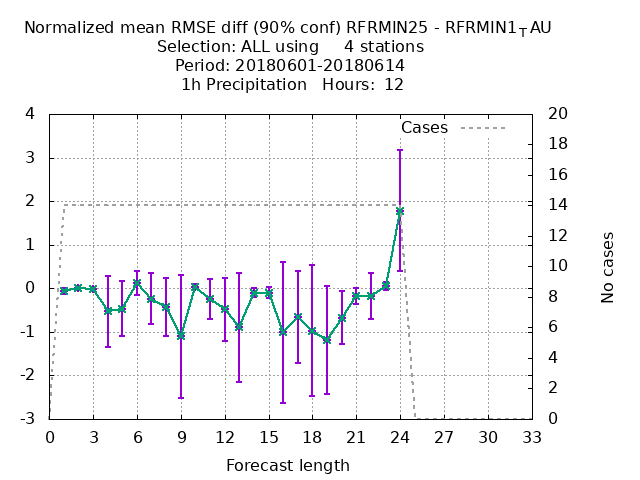 Normalized mean RMSE diff (90% conf) RFRMIN25 - RFRMIN1_TAU
Selection: ALL using     4 stations
Period: 20180601-20180614
1h Precipitation   Hours:  12
Cases
4
3
2
1
0
-1
-2
-3
20
18
16
14
12
10
8
6
4
2
0
No cases
0 3 6 9 12 15 18 21 24 27 30 33
Forecast length